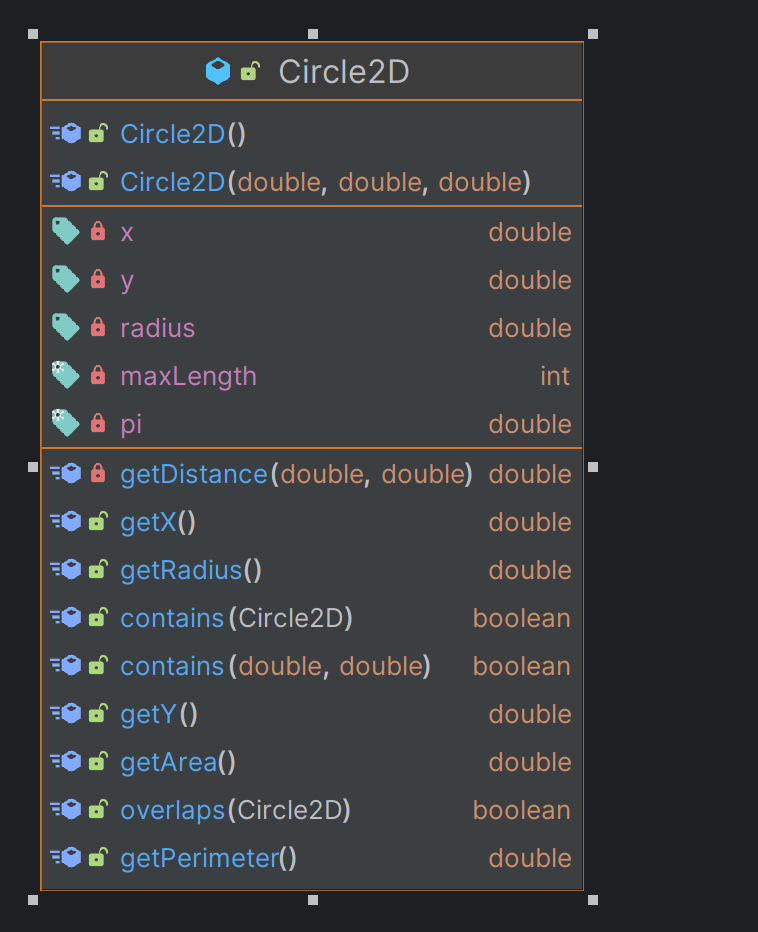 Circle2D
Circle2D()
Circle2D(double, double, double)
x double
y double
radius double
maxLength int
pi double
getDistance(double, double) double
getX() double
getRadius() double
contains(Circle2D) boolean
contains(double, double) boolean
getY() double
getArea() double
overlaps(Circle2D) boolean
getPerimeter() double